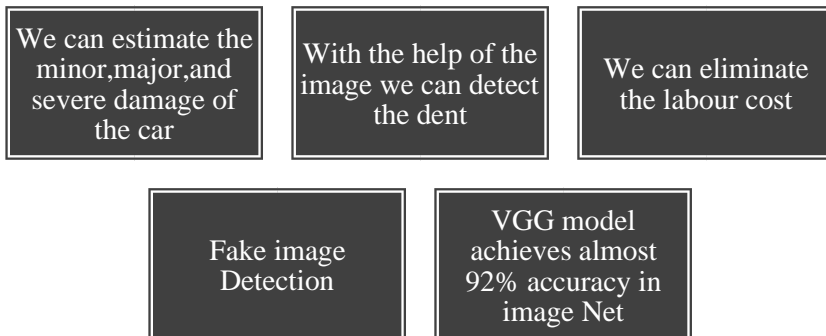 We can estimate the
minor,major,and
severe damage of
the car
With the help of the
image we can detect
the dent
We can eliminate
the labour cost
Fake image
Detection
VGG model
achieves almost
92% accuracy in
image Net